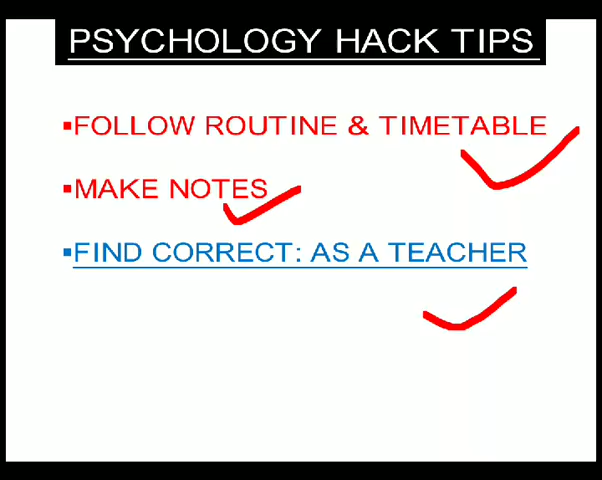 PSYCHOLOGY HACK TIPS
▪FOLLOW ROUTINE & TIMETABLE
▪MAKE NOTES
▪FIND CORRECT: AS A TEACHER